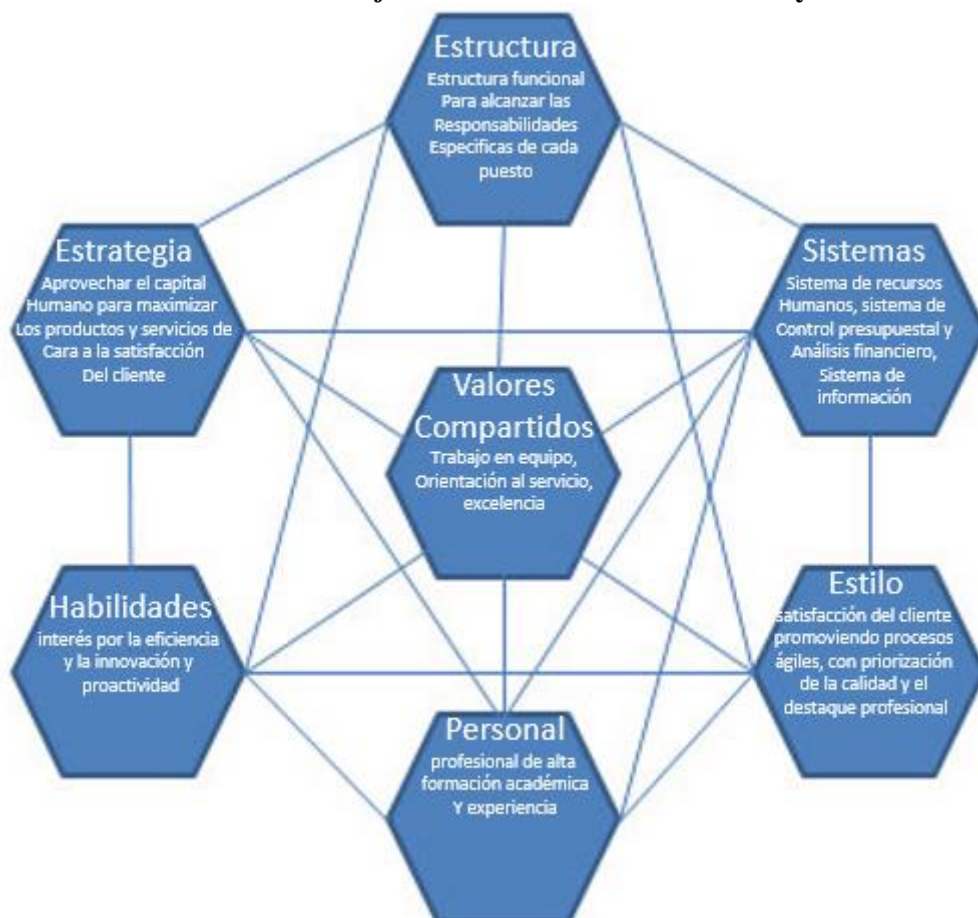 Estructura
Estructura funcional
Para alcanzar las
Responsabilidades
Especificas de cada
puesto
Estrategia
Aprovechar el capital
Humano para maximizar
Los productos y servicios de
Cara a la satisfacción
Del cliente
Sistemas
Sistema de recursos
Humanos, sistema de
Control presupuestal y
Análisis financiero,
Sistema de
información
Valores
Compartidos
Trabajo en equipo,
Orientación al servicio,
excelencia
Habilidades
interés por la eficiencia
y la innovación y
proactividad
Estilo
satisfacción del cliente
promoviendo procesos
ágiles, con priorización
de la calidad y el
destaque profesional
Personal
profesional de alta
formación académica
Y experiencia